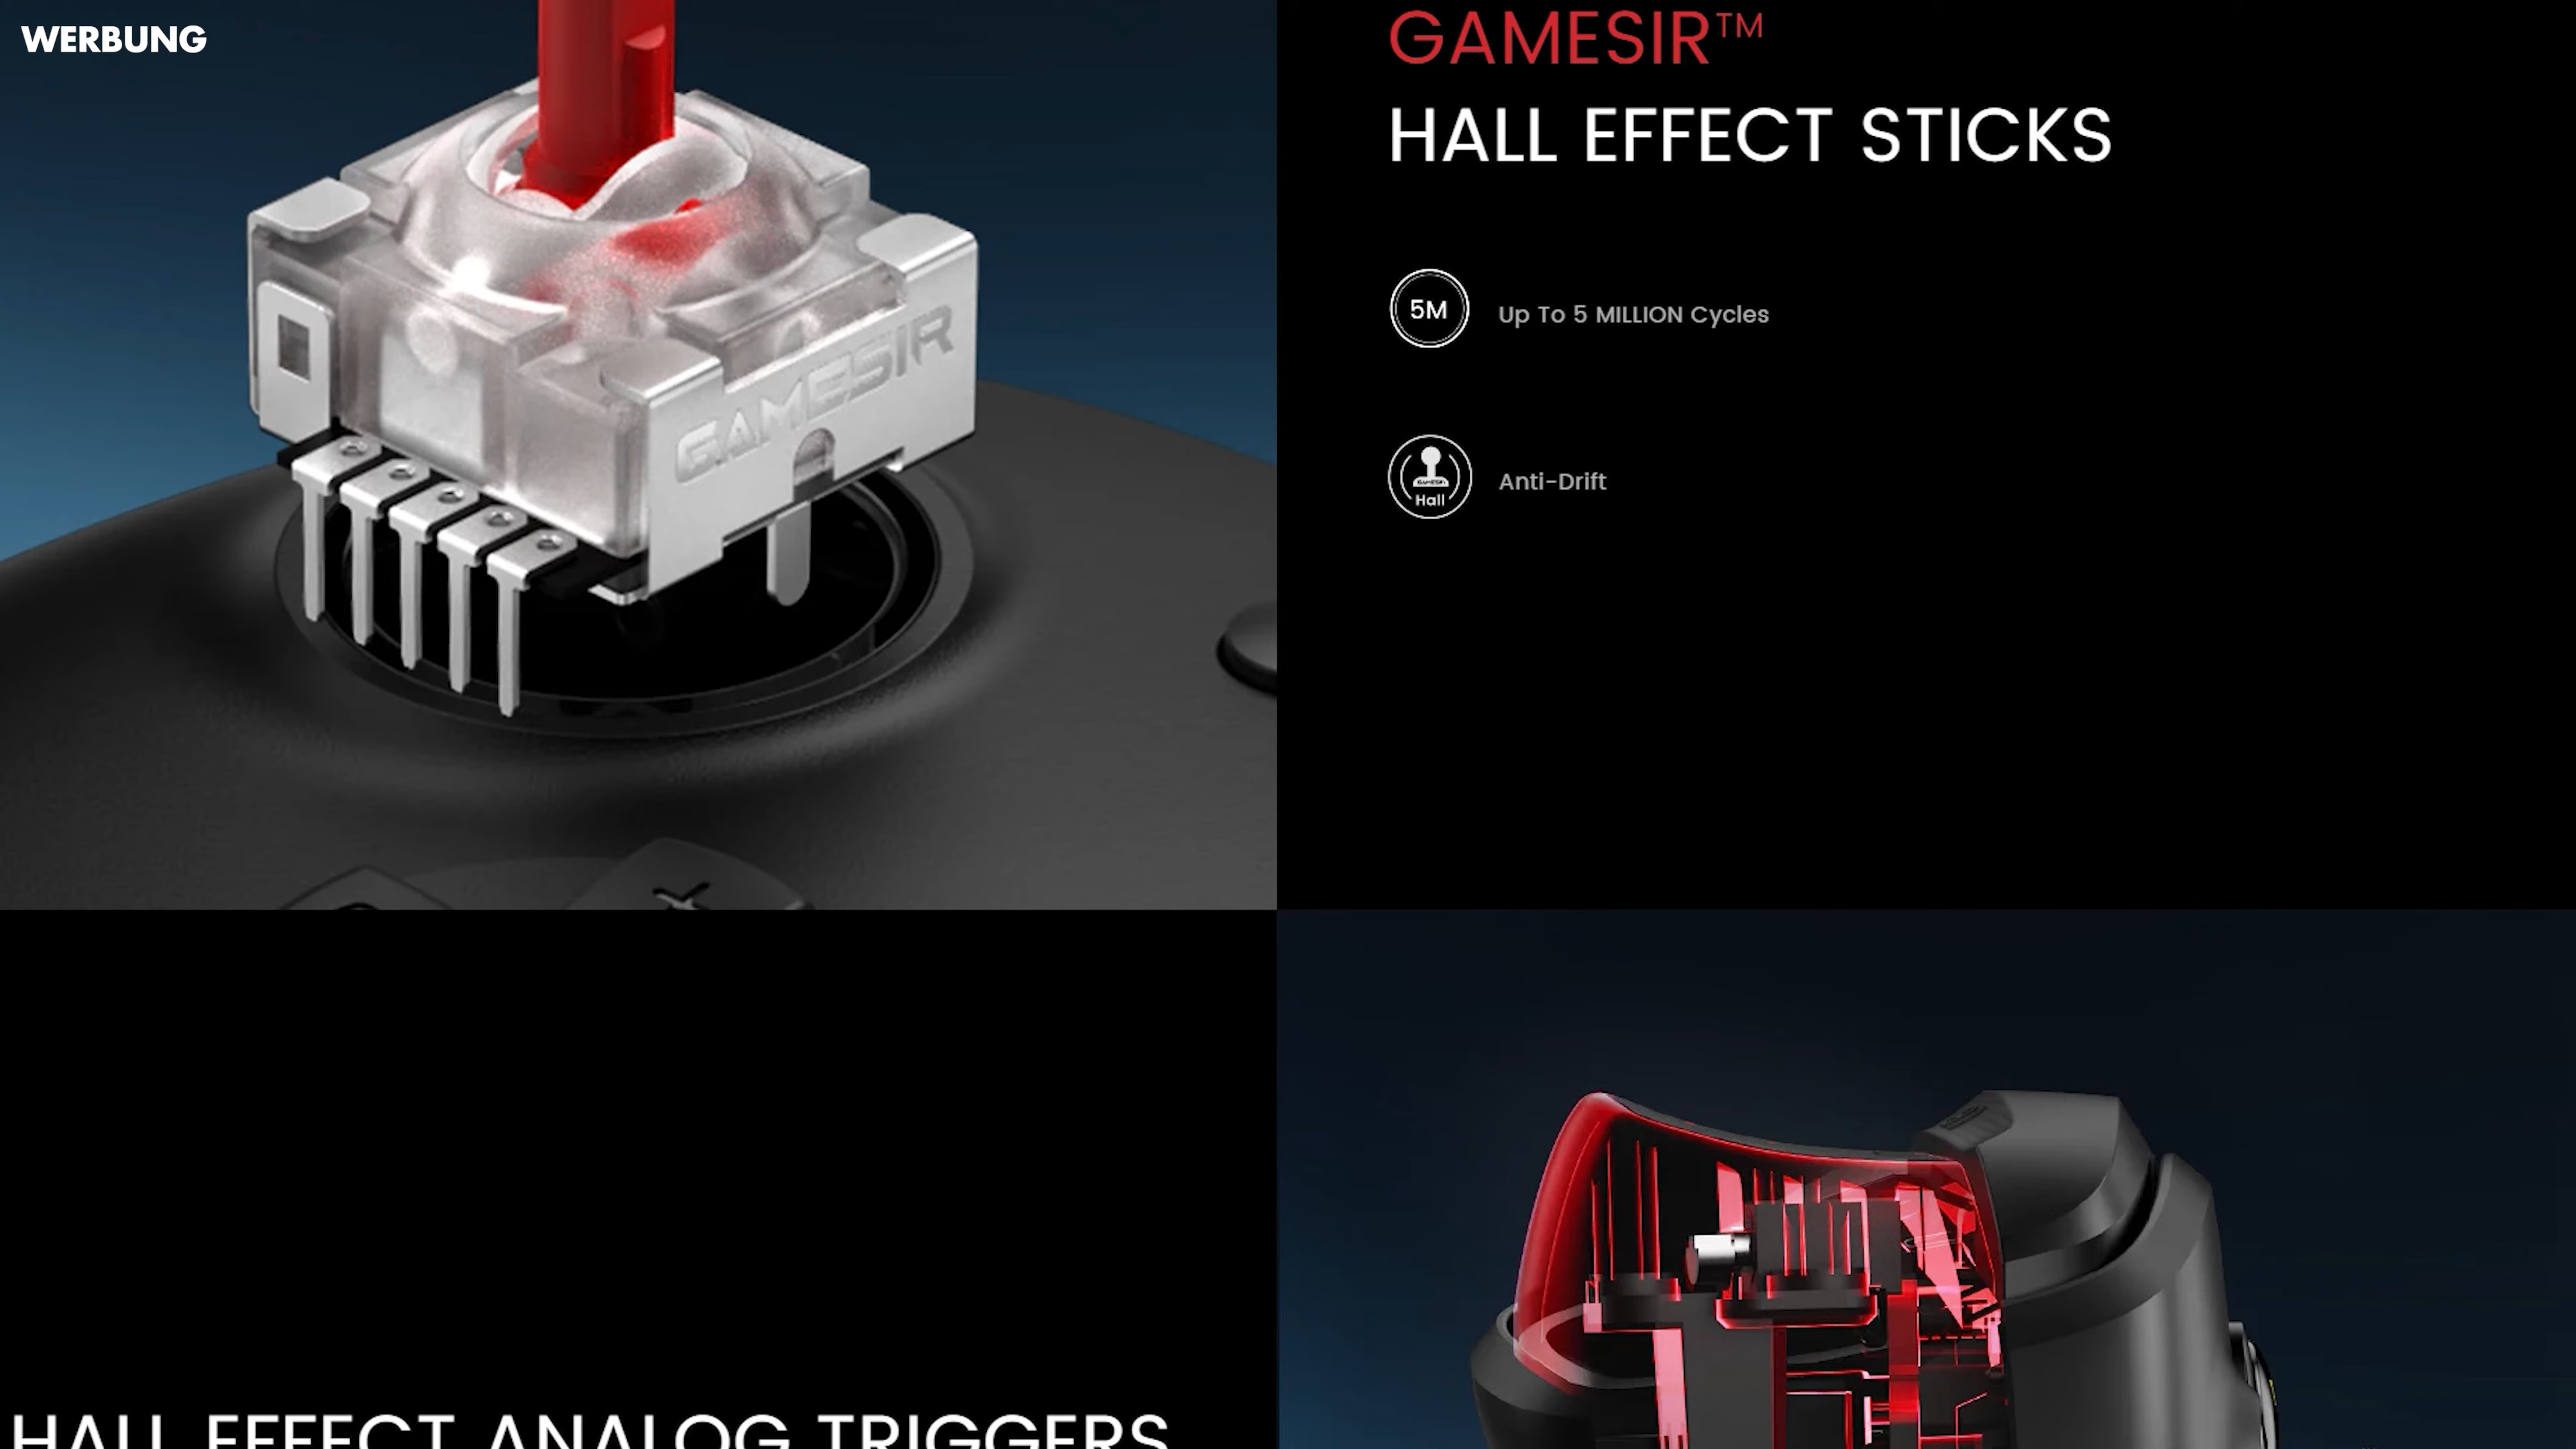 WERBUNG
GAMESIR™
HALL EFFECT STICKS
5M
Up To 5 MILLION Cycles
GAMESIR
Hall
Anti-Drift
GAMESIR
HALL EFFECT ANALOG TRIGGERS